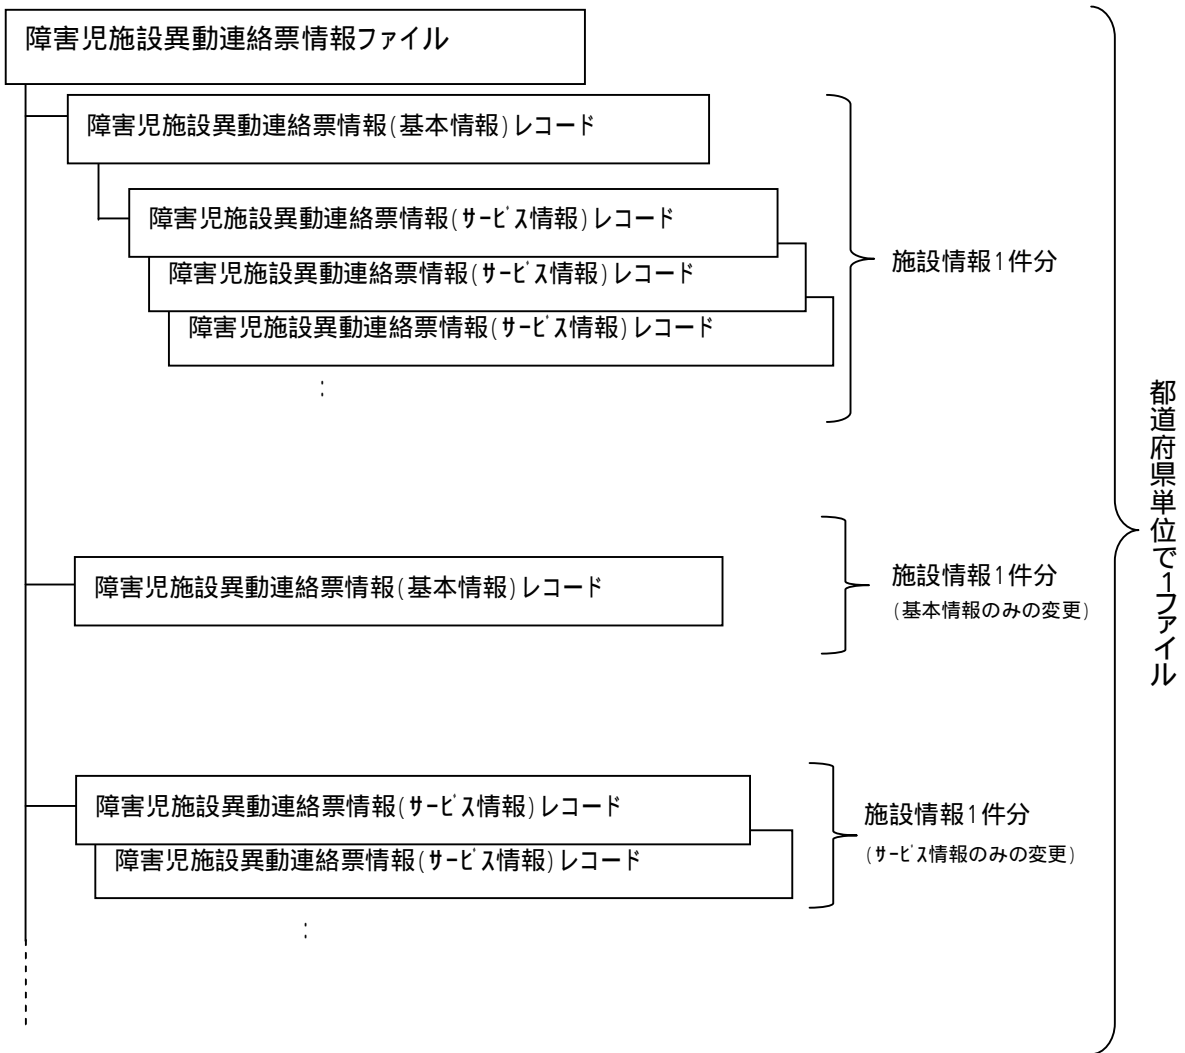 障害児施設異動連絡票情報ファイル
障害児施設異動連絡票情報(基本情報)レコード
障害児施設異動連絡票情報(ｻｰﾋﾞｽ情報)レコード
障害児施設異動連絡票情報(ｻｰﾋﾞｽ情報)レコード
障害児施設異動連絡票情報(ｻｰﾋﾞｽ情報)レコード
:
施設情報1件分
障害児施設異動連絡票情報(基本情報)レコード
施設情報1件分
(基本情報のみの変更)
障害児施設異動連絡票情報(ｻｰﾋﾞｽ情報)レコード
障害児施設異動連絡票情報(ｻｰﾋﾞｽ情報)レコード
:
施設情報1件分
(ｻｰﾋﾞｽ情報のみの変更)
都道府県単位で1ファイル